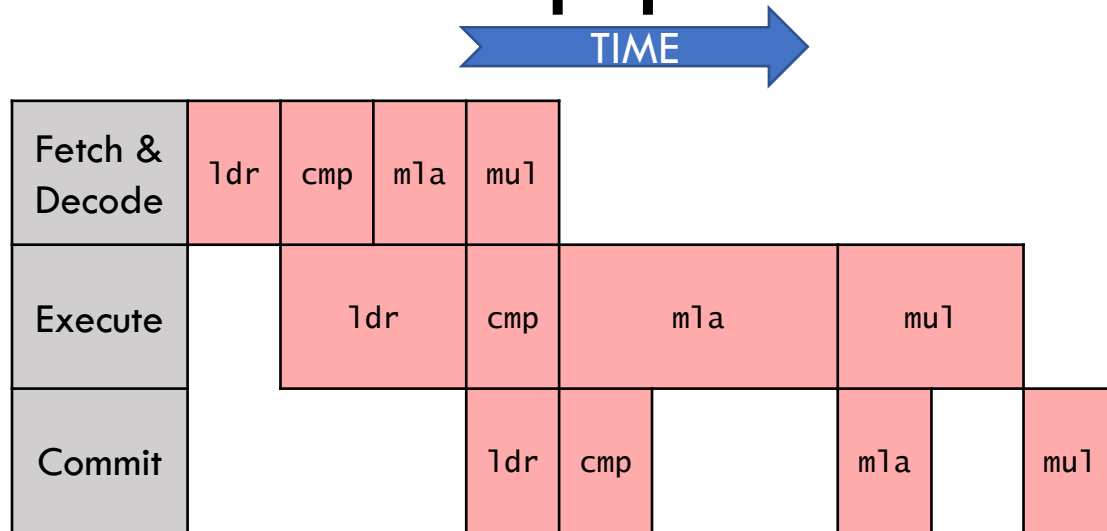 TIME
Fetch &
Decode
ldr cmp mla mul
Execute
ldr cmp mla mul
Commit
ldr cmp mla mul